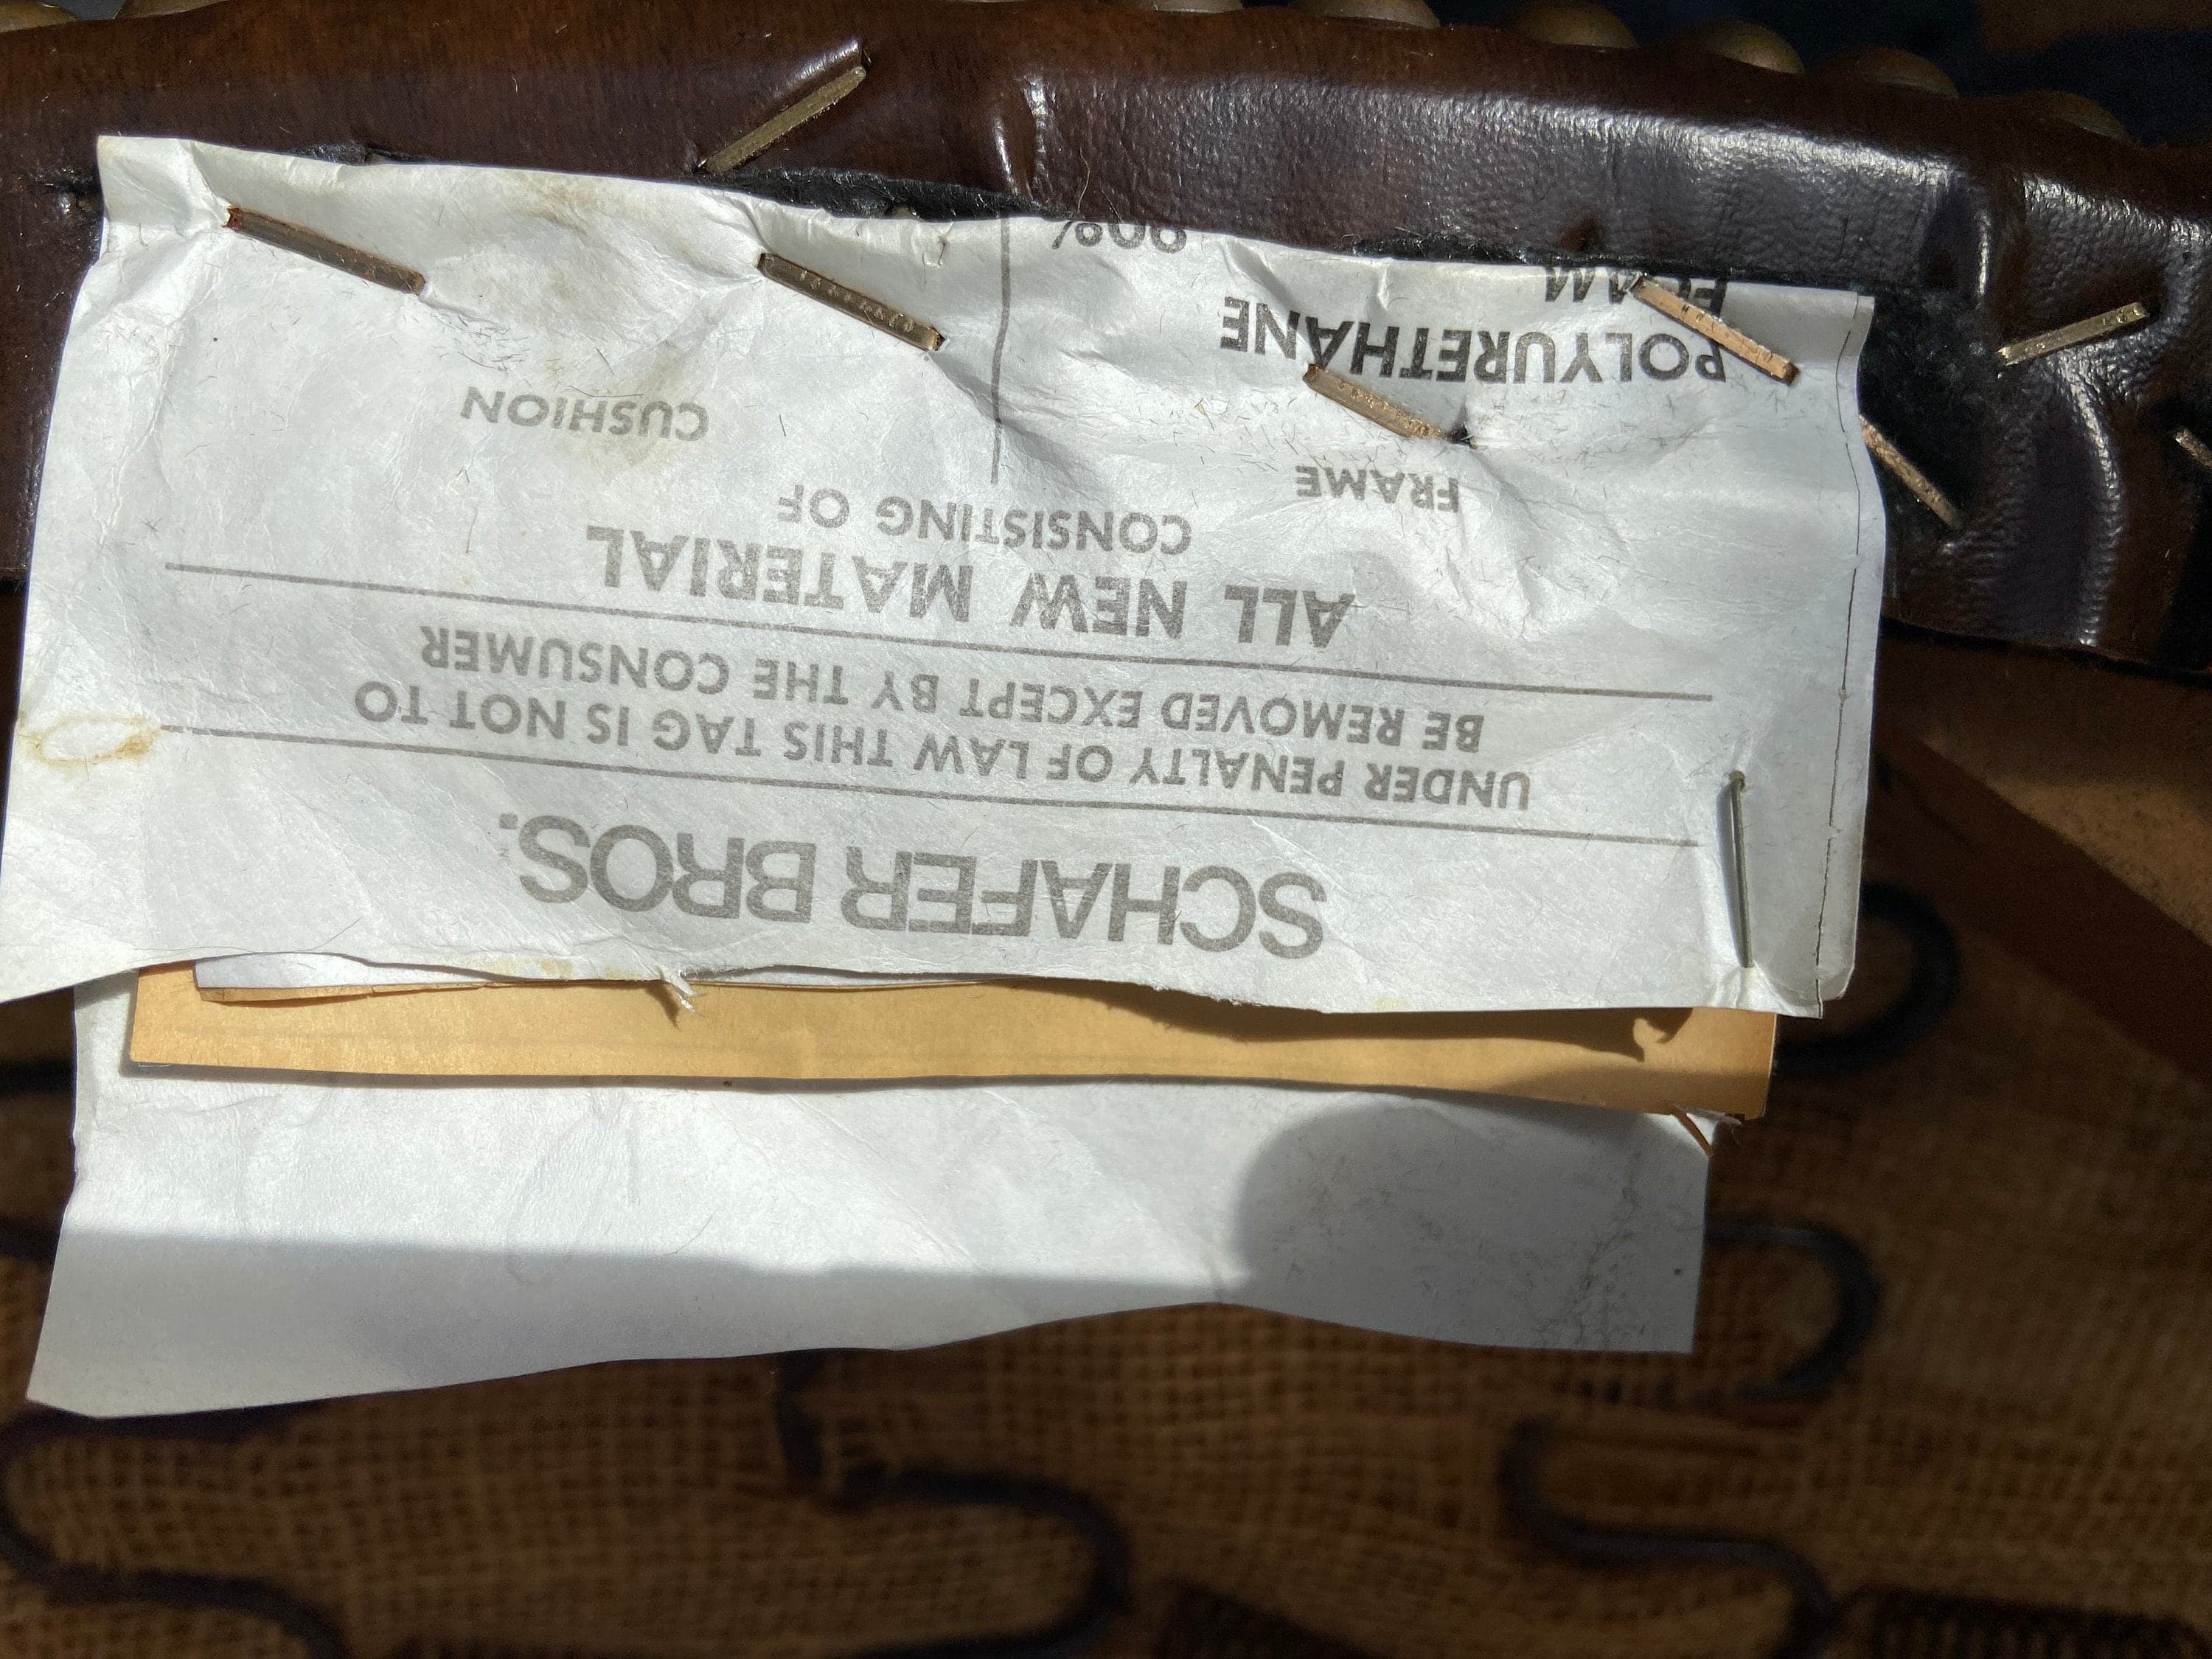 SCHAFER BROS.
UNDER PENALTY OF LAW THIS TAG IS NOT TO
BE REMOVED EXCEPT BY THE CONSUMER
ALL NEW MATERIAL
CONSISTING OF
FRAME
CUSHION
POLYURETHANE
FOAM
90%